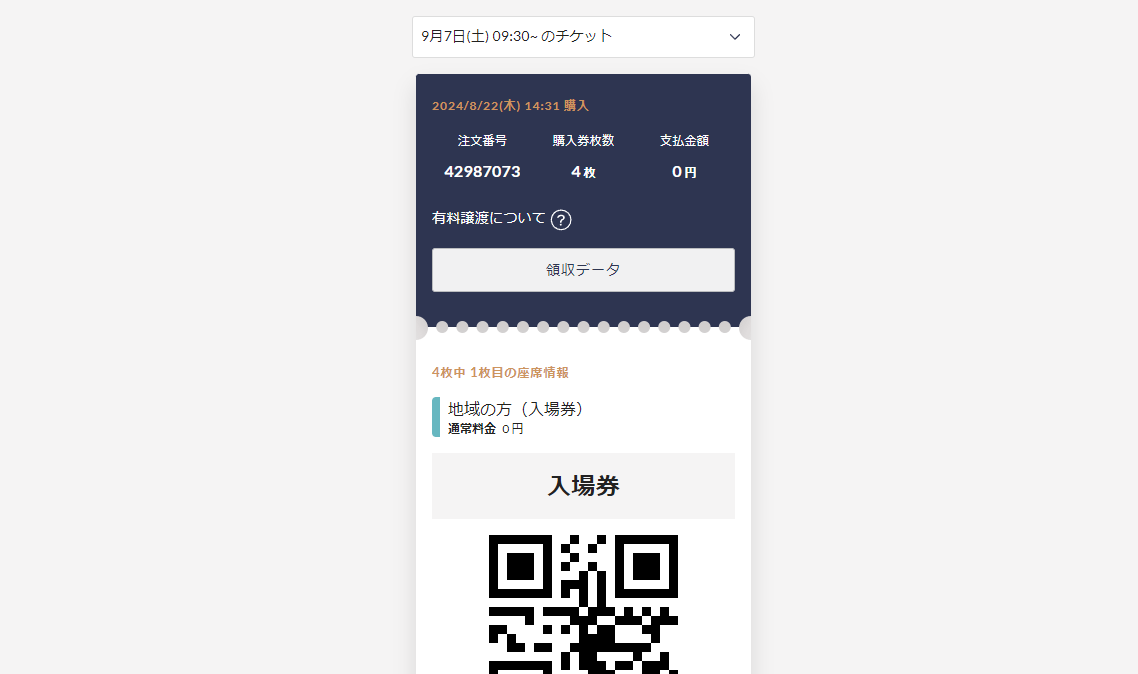 9月7日(土) 09:30~ のチケット
2024/8/22(木) 14:31 購入
注文番号 購入券枚数 支払金額
42987073 4 枚 0 円
有料譲渡について ?
領収データ
4枚中 1枚目の座席情報
地域の方（入場券）
通常料金 0 円
入場券